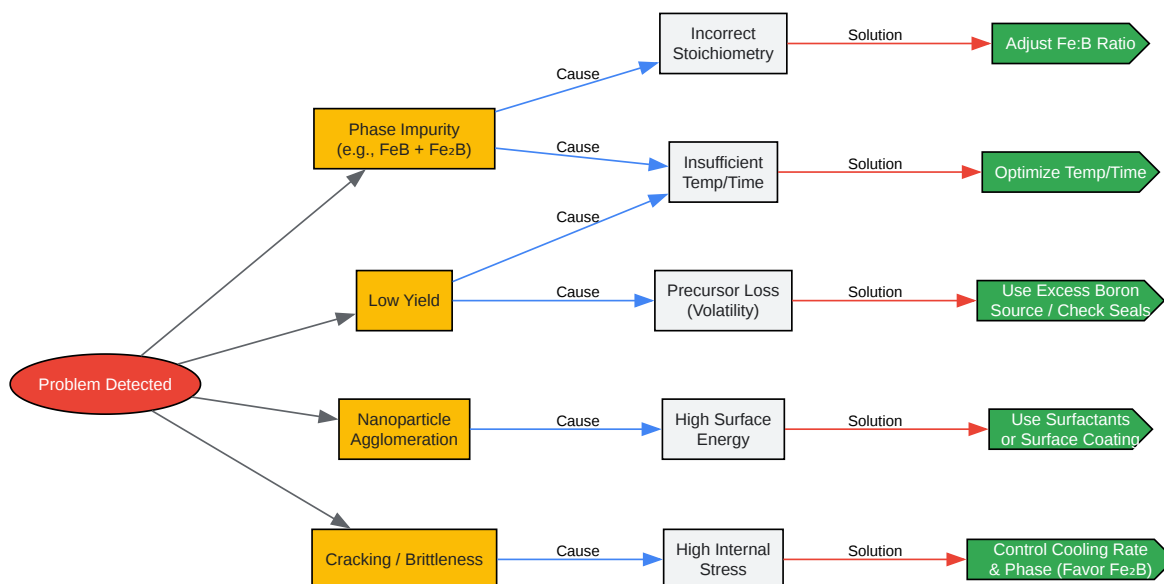 Incorrect
Stoichiometry
Solution
Adjust Fe:B Ratio
Cause
Phase Impurity
(e.g., FeB + Fe₂B)
Cause
Insufficient
Temp/Time
Solution
Optimize Temp/Time
Cause
Low Yield
Cause
Precursor Loss
(Volatility)
Solution
Use Excess Boron
Source / Check Seals
Problem Detected
Nanoparticle
Agglomeration
Cause
High Surface
Energy
Solution
Use Surfactants
or Surface Coating
Cracking / Brittleness
Cause
High Internal
Stress
Solution
Control Cooling Rate
& Phase (Favor Fe₂B)